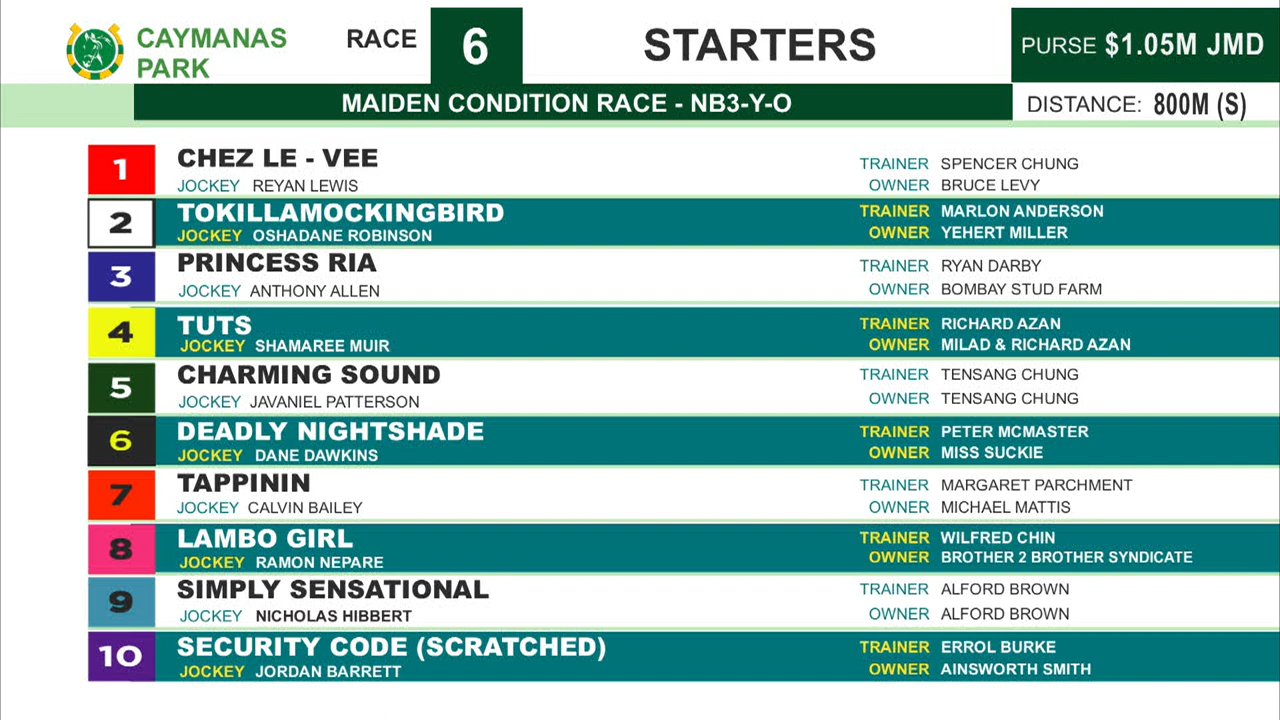 CAYMANAS PARK
RACE 6
STARTERS
PURSE $1.05M JMD
MAIDEN CONDITION RACE - NB3-Y-O
DISTANCE: 800M (S)
1 CHEZ LE - VEE
JOCKEY REYAN LEWIS
TRAINER SPENCER CHUNG
OWNER BRUCE LEVY
2 TOKILLAMOCKINGBIRD
JOCKEY OSHADANE ROBINSON
TRAINER MARLON ANDERSON
OWNER YEHERT MILLER
3 PRINCESS RIA
JOCKEY ANTHONY ALLEN
TRAINER RYAN DARBY
OWNER BOMBAY STUD FARM
4 TUTS
JOCKEY SHAMAREE MUIR
TRAINER RICHARD AZAN
OWNER MILAD & RICHARD AZAN
5 CHARMING SOUND
JOCKEY JAVANIEL PATTERSON
TRAINER TENSANG CHUNG
OWNER TENSANG CHUNG
6 DEADLY NIGHTSHADE
JOCKEY DANE DAWKINS
TRAINER PETER MCMASTER
OWNER MISS SUCKIE
7 TAPPININ
JOCKEY CALVIN BAILEY
TRAINER MARGARET PARCHMENT
OWNER MICHAEL MATTIS
8 LAMBO GIRL
JOCKEY RAMON NEPARE
TRAINER WILFRED CHIN
OWNER BROTHER 2 BROTHER SYNDICATE
9 SIMPLY SENSATIONAL
JOCKEY NICHOLAS HIBBERT
TRAINER ALFORD BROWN
OWNER ALFORD BROWN
10 SECURITY CODE (SCRATCHED)
JOCKEY JORDAN BARRETT
TRAINER ERROL BURKE
OWNER AINSWORTH SMITH